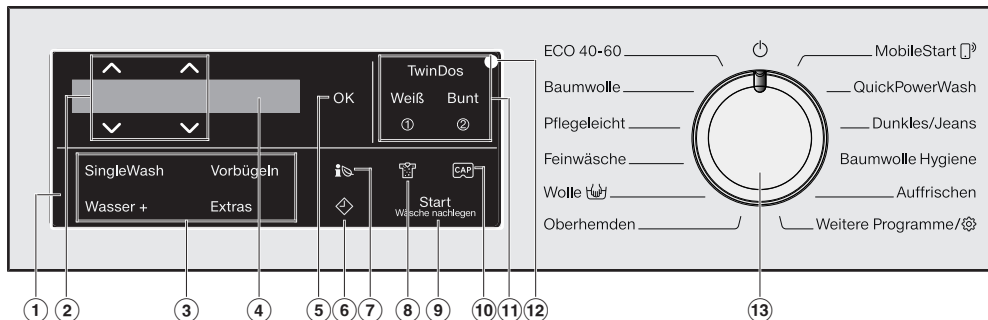 TwinDos
OK Weiß Bunt
① ②
SingleWash Vorbügeln
CAP
Wasser + Extras
Start
Wäsche nachlegen
ECO 40-60
Baumwolle
Pflegeleicht
Feinwäsche
Wolle
Oberhemden
MobileStart
QuickPowerWash
Dunkles/Jeans
Baumwolle Hygiene
Auffrischen
Weitere Programme/
① ② ③ ④ ⑤ ⑥ ⑦ ⑧ ⑨ ⑩ ⑪ ⑫ ⑬